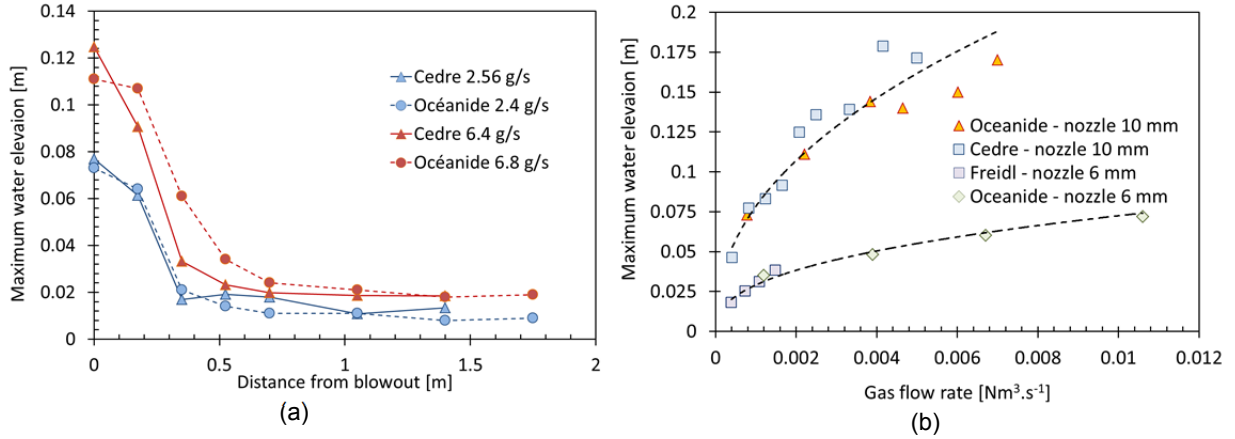 0.14
0.12
0.1
0.08
0.06
0.04
0.02
0
Maximum water elevation [m]
0
0.5
1
1.5
2
Distance from blowout [m]
Cedre 2.56 g/s
Océanide 2.4 g/s
Cedre 6.4 g/s
Océanide 6.8 g/s
(a)
0.2
0.175
0.15
0.125
0.1
0.075
0.05
0.025
0
Maximum water elevaion [m]
0
0.002
0.004
0.006
0.008
0.01
0.012
Gas flow rate [Nm³.s⁻¹]
Oceanide - nozzle 10 mm
Cedre - nozzle 10 mm
Freidl - nozzle 6 mm
Oceanide - nozzle 6 mm
(b)